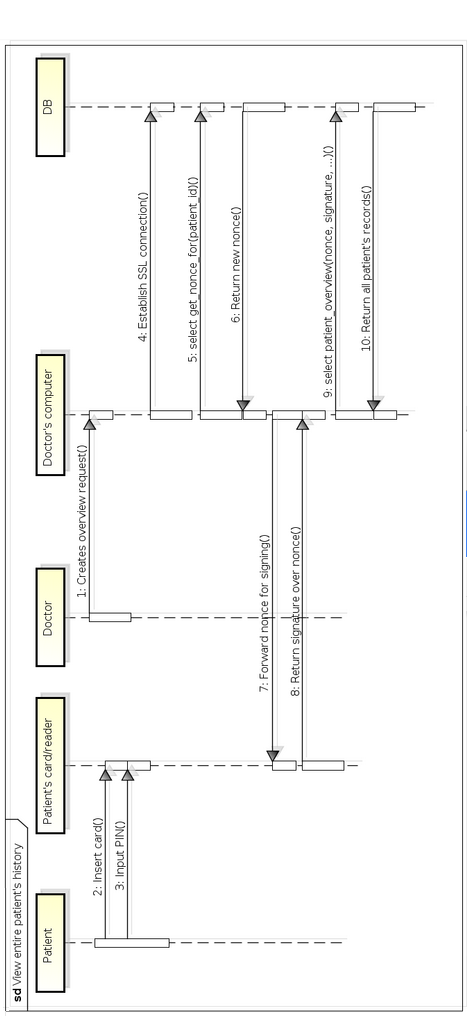 sd View entire patient's history
Patient
Patient's card/reader
Doctor
Doctor's computer
DB
1: Creates overview request()
2: Insert card()
3: Input PIN()
4: Establish SSL connection()
5: select get_nonce_for(patient_id)()
6: Return new nonce()
7: Forward nonce for signing()
8: Return signature over nonce()
9: select patient_overview(nonce, signature, ...)()
10: Return all patient's records()